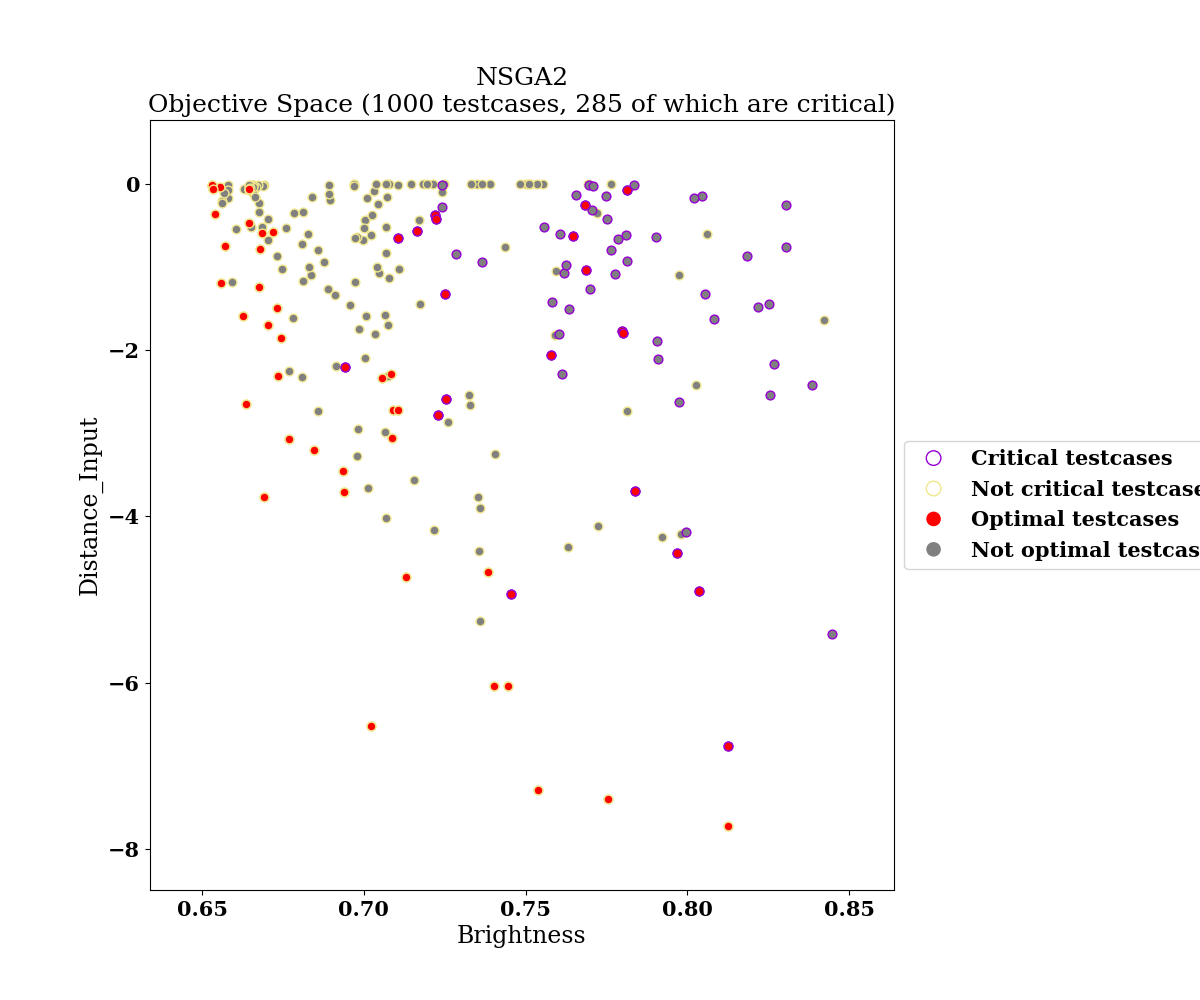 NSGA2
Objective Space (1000 testcases, 285 of which are critical)
0
−2
−4
−6
−8
Distance_Input
0.65 0.70 0.75 0.80 0.85
Brightness
Critical testcases
Not critical testcase
Optimal testcases
Not optimal testcas